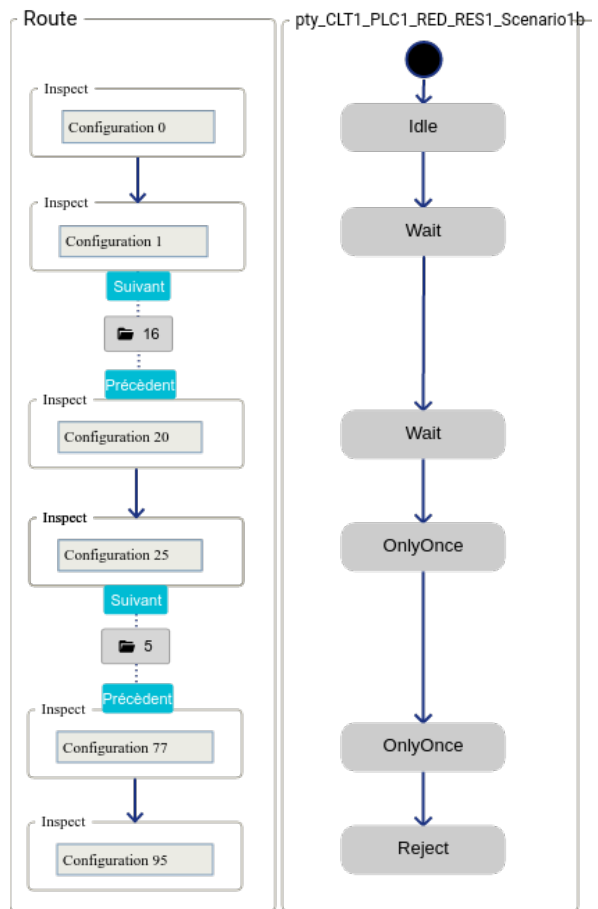 Route
Inspect
Configuration 0
Inspect
Configuration 1
Suivant
16
Précèdent
Inspect
Configuration 20
Inspect
Configuration 25
Suivant
5
Précèdent
Inspect
Configuration 77
Inspect
Configuration 95
pty_CLT1_PLC1_RED_RES1_Scenario1b
Idle
Wait
Wait
OnlyOnce
OnlyOnce
Reject